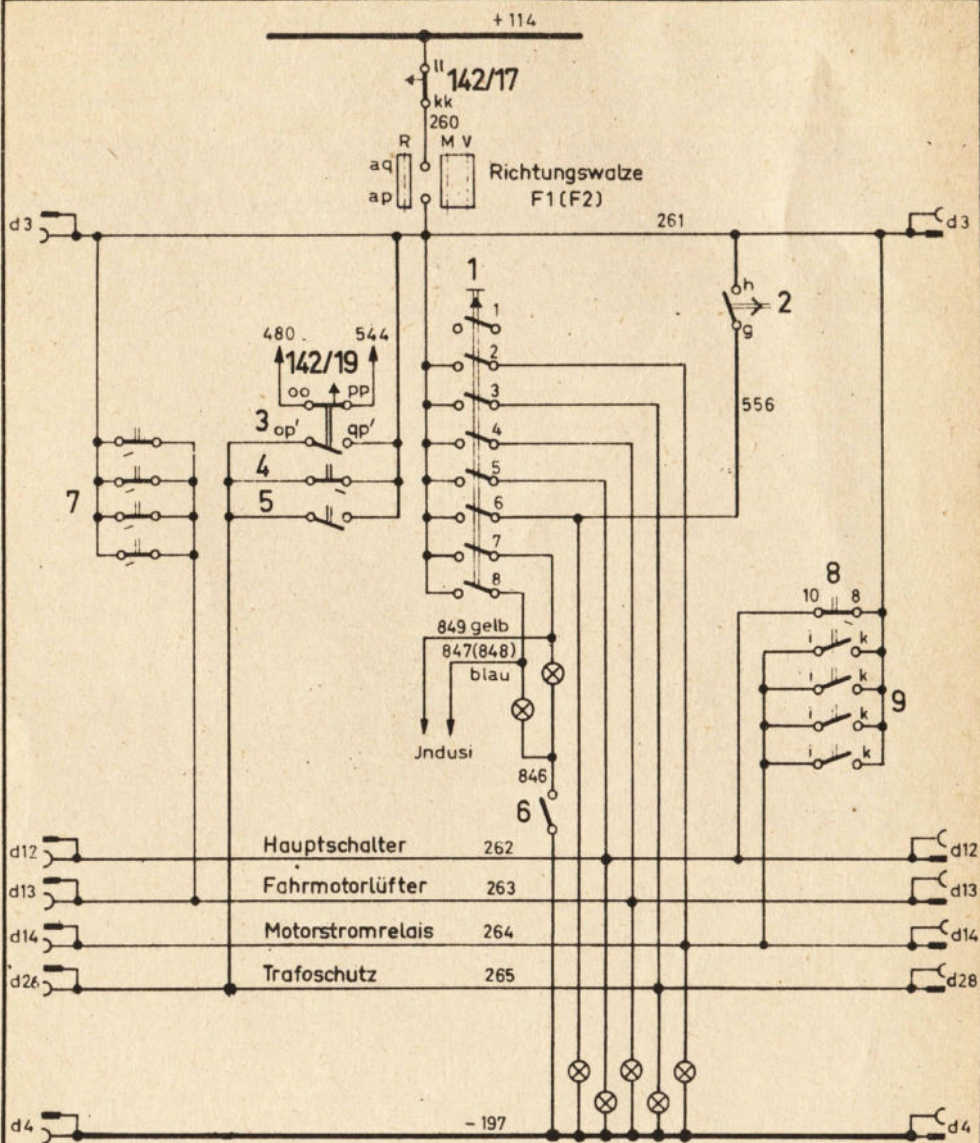 + 114
ll
142/17
kk
260
R M V
aq
ap
Richtungswalze
F1(F2)
d3
261
d3
1
1
h
2
g
480
544
142/19
oo
pp
2
3
op'
qp'
3
556
4
4
7
5
5
6
7
8
8
10
8
849 gelb
847(848)
blau
i
k
i
k
9
i
k
i
k
Jndusi
846
6
d12
Hauptschalter 262
d12
d13
Fahrmotorlüfter 263
d13
d14
Motorstromrelais 264
d14
d26
Trafoschutz 265
d28
d4
- 197
d4